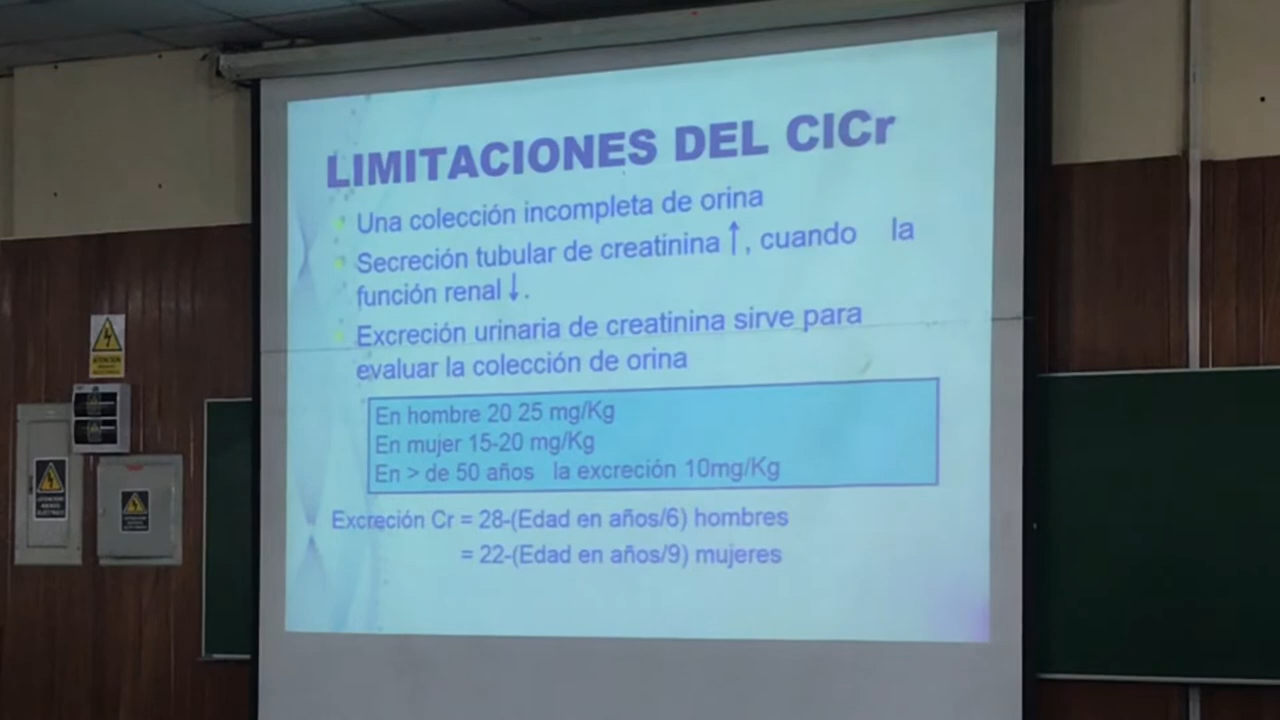 LIMITACIONES DEL ClCr
Una colección incompleta de orina
Secreción tubular de creatinina ↑, cuando la
función renal ↓.
Excreción urinaria de creatinina sirve para
evaluar la colección de orina
En hombre 20 25 mg/Kg
En mujer 15-20 mg/Kg
En > de 50 años la excreción 10mg/Kg
Excreción Cr = 28-(Edad en años/6) hombres
= 22-(Edad en años/9) mujeres
ATENCION